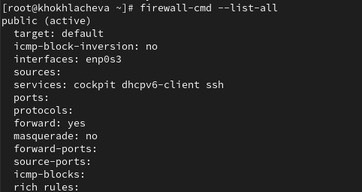 [root@khokhlacheva ~]# firewall-cmd --list-all
public (active)
  target: default
  icmp-block-inversion: no
  interfaces: enp0s3
  sources:
  services: cockpit dhcpv6-client ssh
  ports:
  protocols:
  forward: yes
  masquerade: no
  forward-ports:
  source-ports:
  icmp-blocks:
  rich rules: